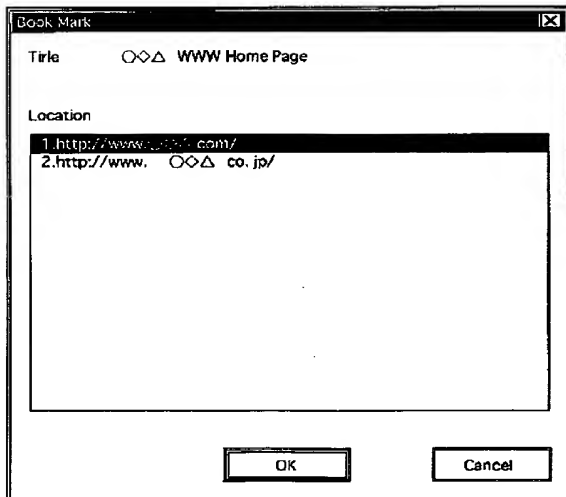 Book Mark
Tirle ○◇△ WWW Home Page
Location
1.http://www.○◇△ com/
2.http://www. ○◇△ co. jp/
OK
Cancel